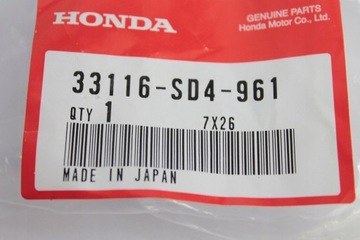 HONDA
GENUINE PARTS
Honda Motor Co., Ltd.
33116-SD4-961
QTY 1 7X26
MADE IN JAPAN